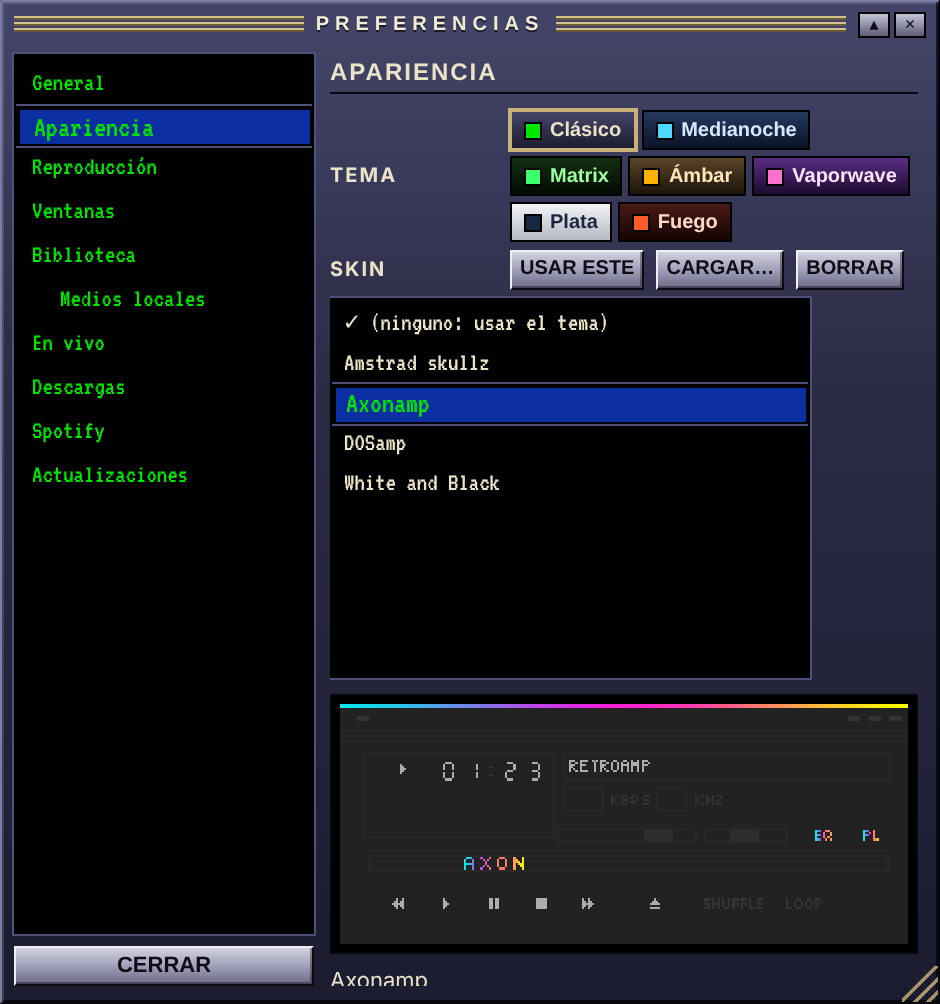 PREFERENCIAS
General
Apariencia
Reproducción
Ventanas
Biblioteca
Medios locales
En vivo
Descargas
Spotify
Actualizaciones
CERRAR
APARIENCIA
TEMA
Clásico
Medianoche
Matrix
Ámbar
Vaporwave
Plata
Fuego
SKIN
USAR ESTE
CARGAR...
BORRAR
✓ (ninguno: usar el tema)
Amstrad skullz
Axonamp
DOSamp
White and Black
01:23
RETROAMP
KBPS
KHZ
EQ
PL
AXON
SHUFFLE
LOOP
Axonamp